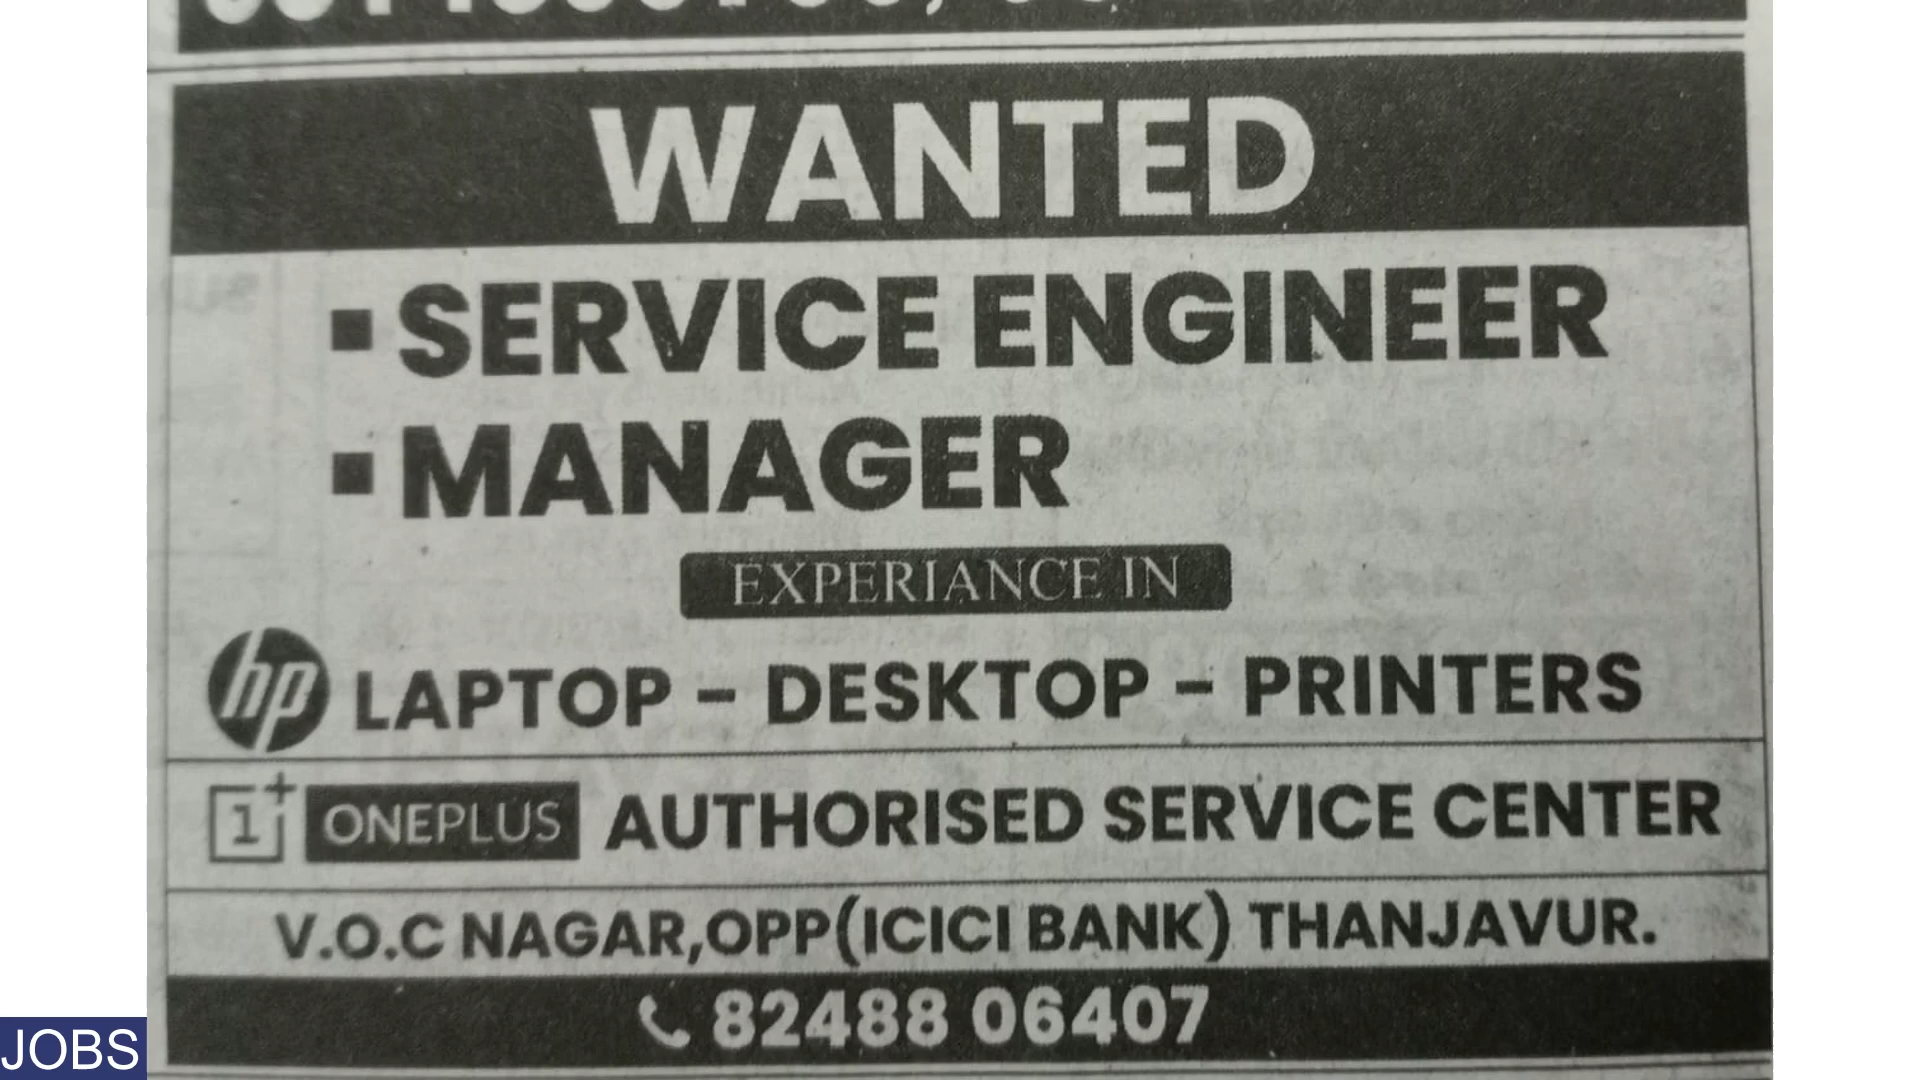 WANTED
▪ SERVICE ENGINEER
▪ MANAGER
EXPERIANCE IN
hp LAPTOP – DESKTOP – PRINTERS
1+ ONEPLUS AUTHORISED SERVICE CENTER
V.O.C NAGAR,OPP(ICICI BANK) THANJAVUR.
82488 06407
JOBS